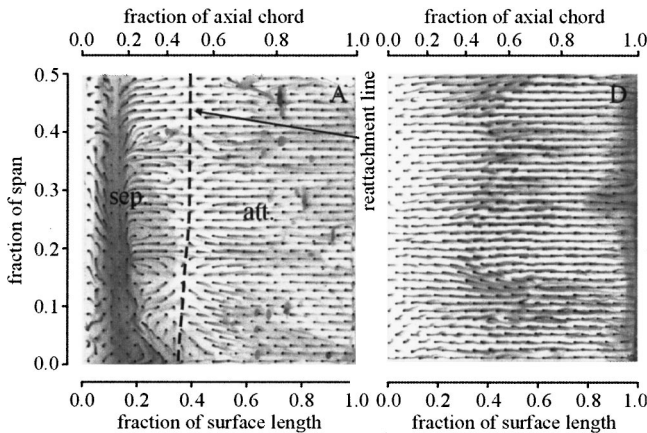 fraction of axial chord
fraction of axial chord
0.0 0.2 0.4 0.6 0.8 1.0
0.0 0.2 0.4 0.6 0.8 1.0
0.5
0.4
0.3
0.2
0.1
0.0
fraction of span
A
sep.
att.
reattachment line
D
0.0 0.2 0.4 0.6 0.8 1.0
fraction of surface length
0.0 0.2 0.4 0.6 0.8 1.0
fraction of surface length